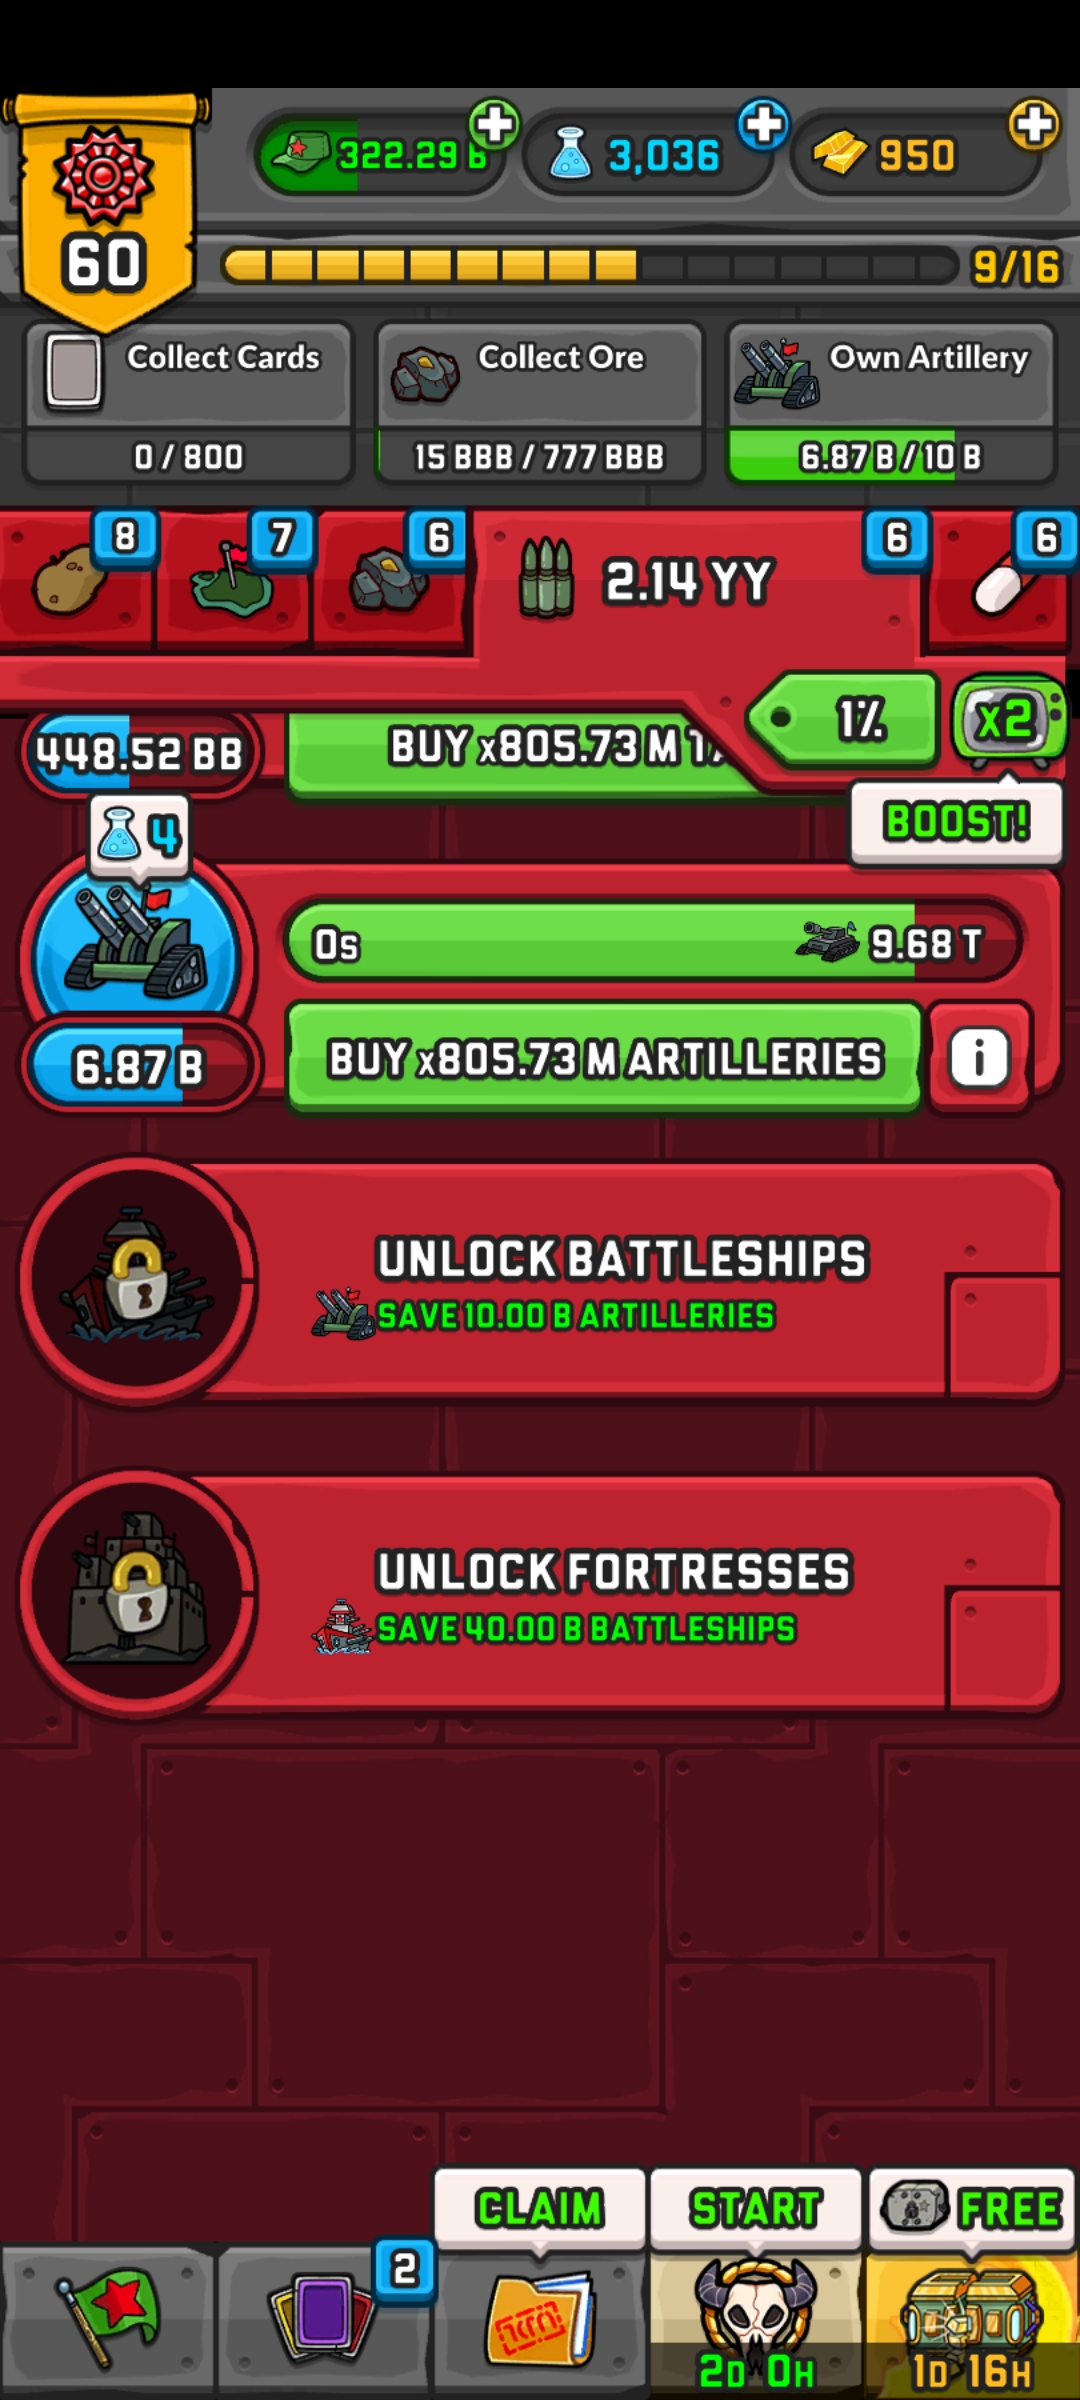 322.29 B
3,036
950
60
9/16
Collect Cards
0 / 800
Collect Ore
15 BBB / 777 BBB
Own Artillery
6.87 B / 10 B
8
7
6
2.14 YY
6
6
1%
x2
448.52 BB
BUY x805.73 M
BOOST!
4
0s
9.68 T
6.87 B
BUY x805.73 M ARTILLERIES
i
UNLOCK BATTLESHIPS
SAVE 10.00 B ARTILLERIES
UNLOCK FORTRESSES
SAVE 40.00 B BATTLESHIPS
CLAIM
START
FREE
2
2D 0H
1D 16H